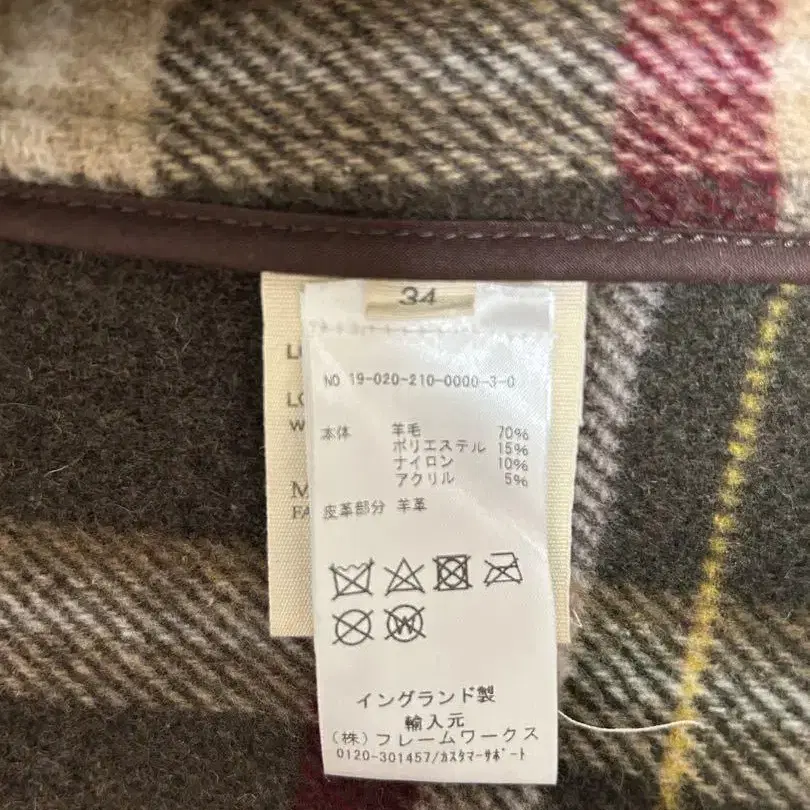 34
NO 19-020-210-0000-3-0
本体 羊毛 70%
ポリエステル 15%
ナイロン 10%
アクリル 5%
皮革部分 羊革
W
イングランド製
輸入元
(株)フレームワークス
0120-301457/カスタマーサポート